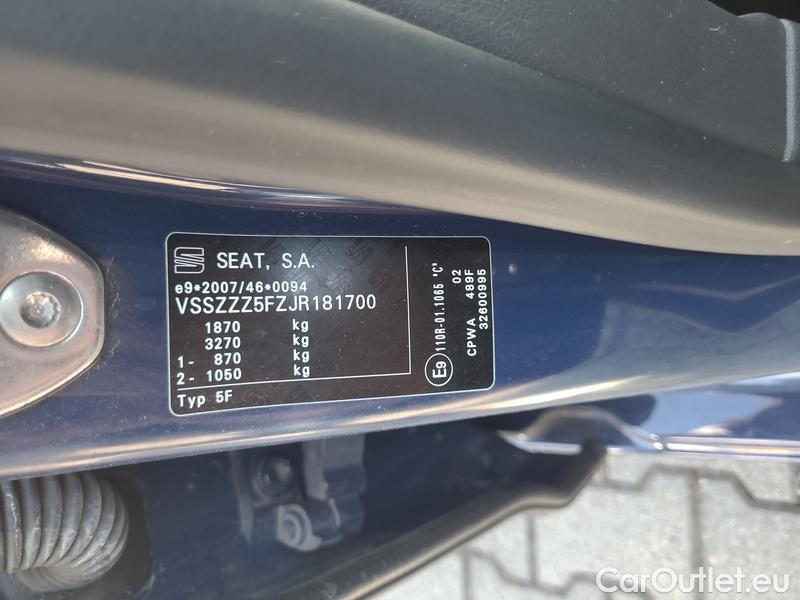 SEAT, S.A.
e9*2007/46*0094
VSSZZZ5FZJR181700
1870 kg
3270 kg
1- 870 kg
2- 1050 kg
Typ 5F
E9 110R-01.1065 "C"
02
CPWA 489F
32600995
CarOutlet.eu